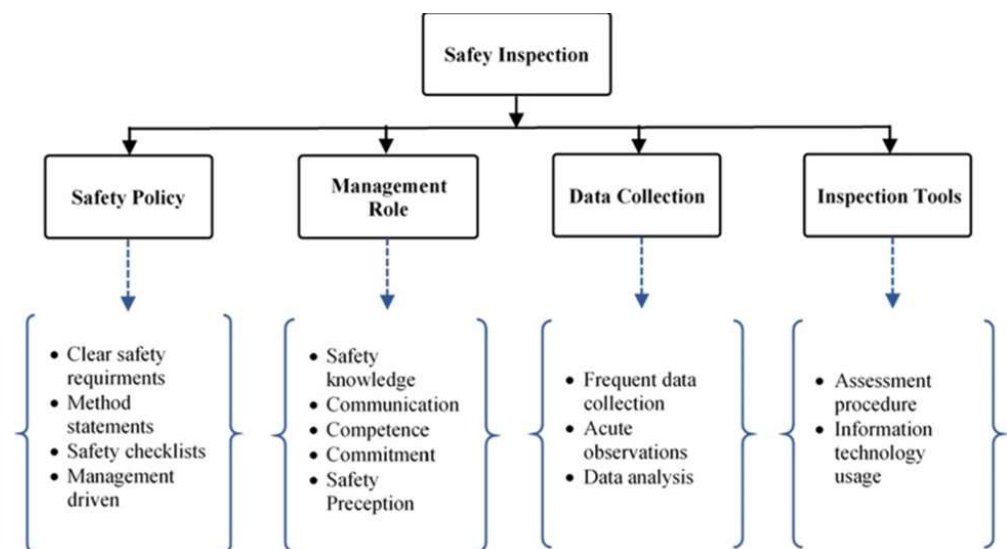 Safey Inspection
Safety Policy
Management
Role
Data Collection
Inspection Tools
• Clear safety
requirments
• Method
statements
• Safety checklists
• Management
driven
• Safety
knowledge
• Communication
• Competence
• Commitment
• Safety
Preception
• Frequent data
collection
• Acute
observations
• Data analysis
• Assessment
procedure
• Information
technology
usage